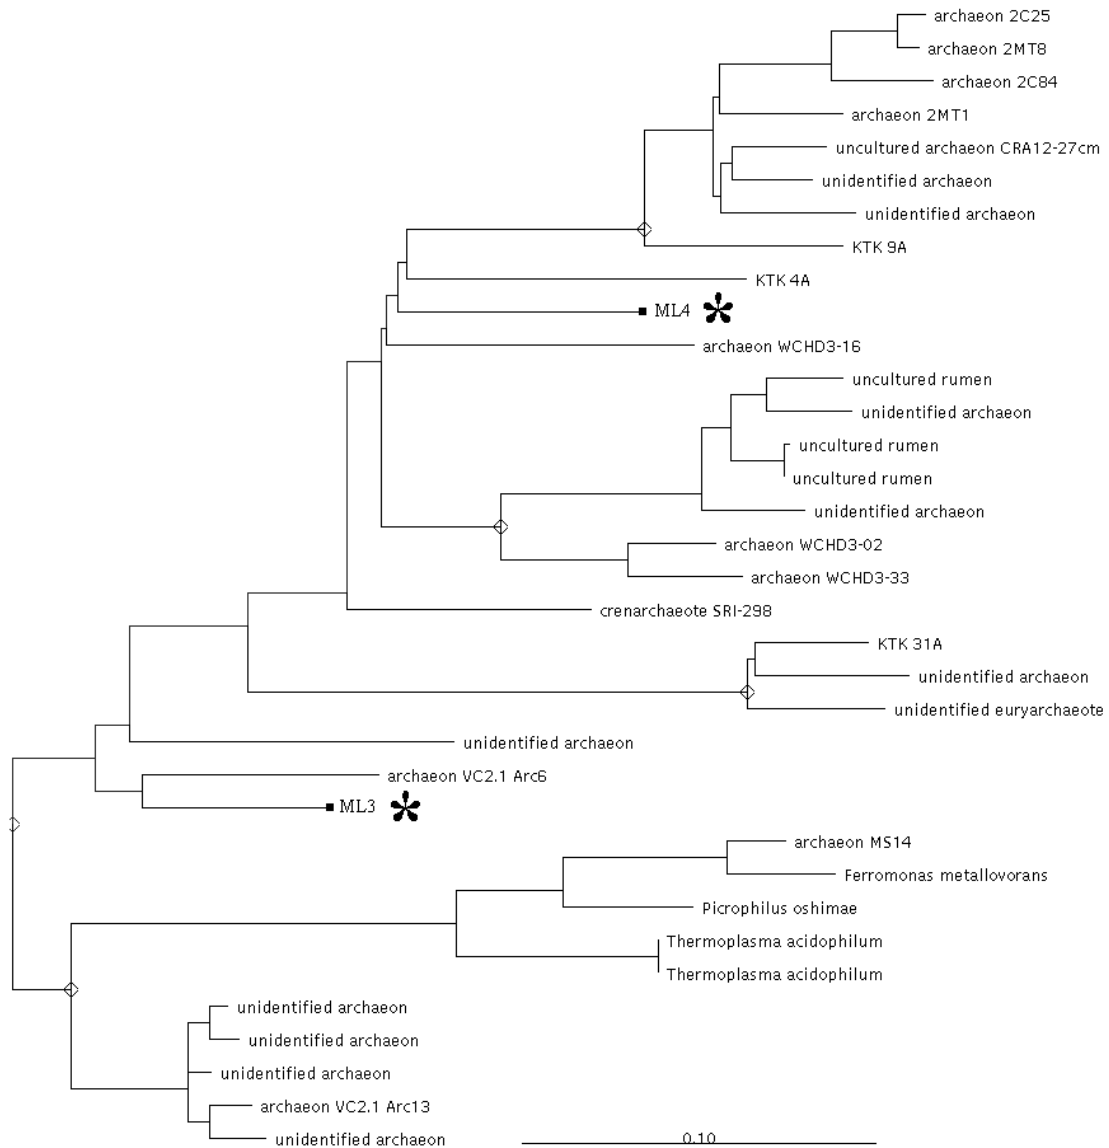 archaeon 2C25
archaeon 2MT8
archaeon 2C84
archaeon 2MT1
uncultured archaeon CRA12-27cm
unidentified archaeon
unidentified archaeon
KTK 9A
KTK 4A
ML4
archaeon WCHD3-16
uncultured rumen
unidentified archaeon
uncultured rumen
uncultured rumen
unidentified archaeon
archaeon WCHD3-02
archaeon WCHD3-33
crenarchaeote SRI-298
KTK 31A
unidentified archaeon
unidentified euryarchaeote
unidentified archaeon
archaeon VC2.1 Arc6
ML3
archaeon MS14
Ferromonas metallovorans
Picrophilus oshimae
Thermoplasma acidophilum
Thermoplasma acidophilum
unidentified archaeon
unidentified archaeon
unidentified archaeon
archaeon VC2.1 Arc13
unidentified archaeon
0.10